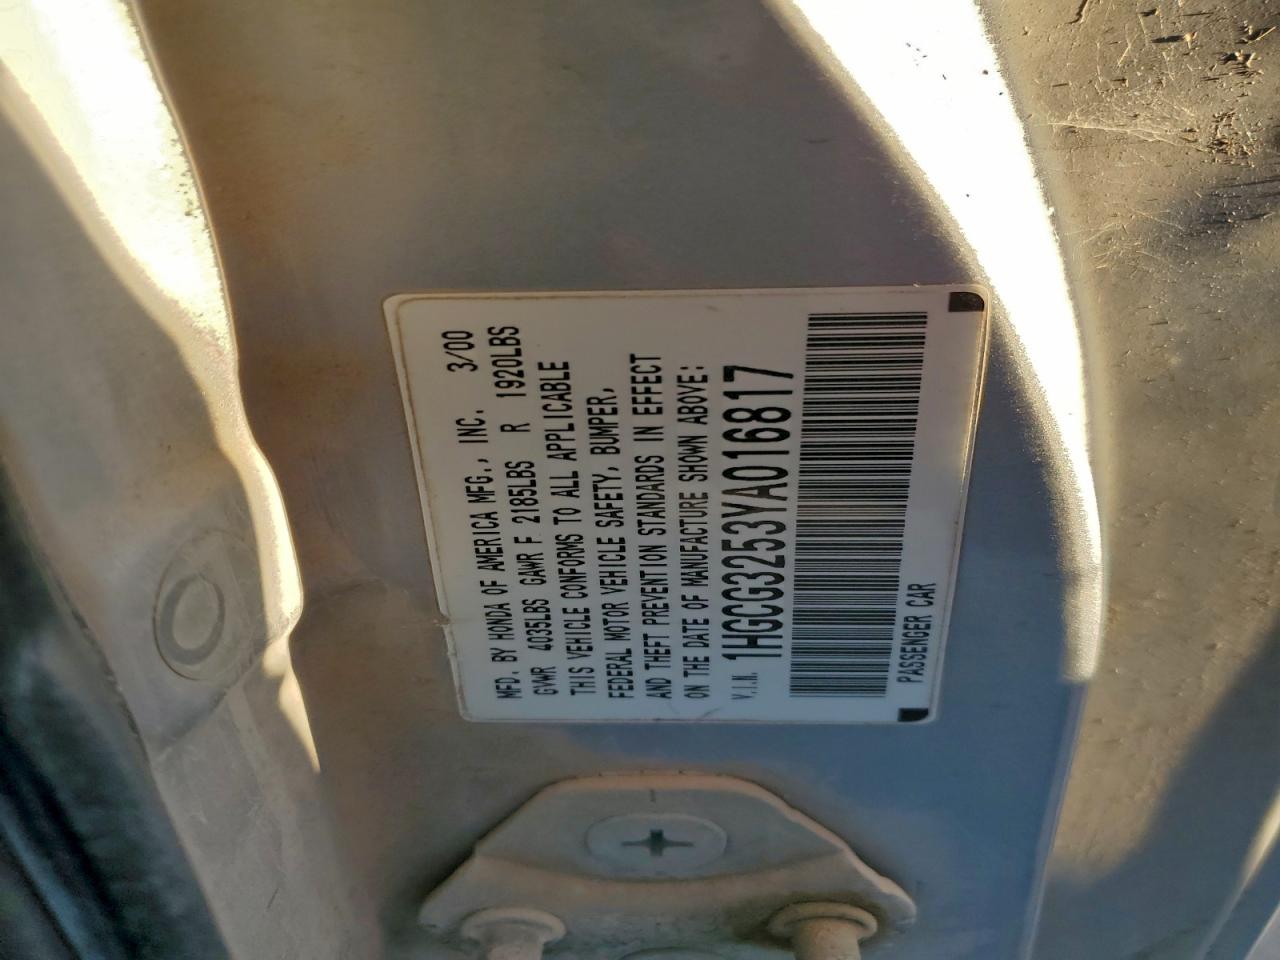 MFD. BY HONDA OF AMERICA MFG., INC. 3/00
GVWR 4035LBS GAWR F 2185LBS R 1920LBS
THIS VEHICLE CONFORMS TO ALL APPLICABLE
FEDERAL MOTOR VEHICLE SAFETY, BUMPER,
AND THEFT PREVENTION STANDARDS IN EFFECT
ON THE DATE OF MANUFACTURE SHOWN ABOVE:
V.I.N. 1HGCG3253YA016817
PASSENGER CAR